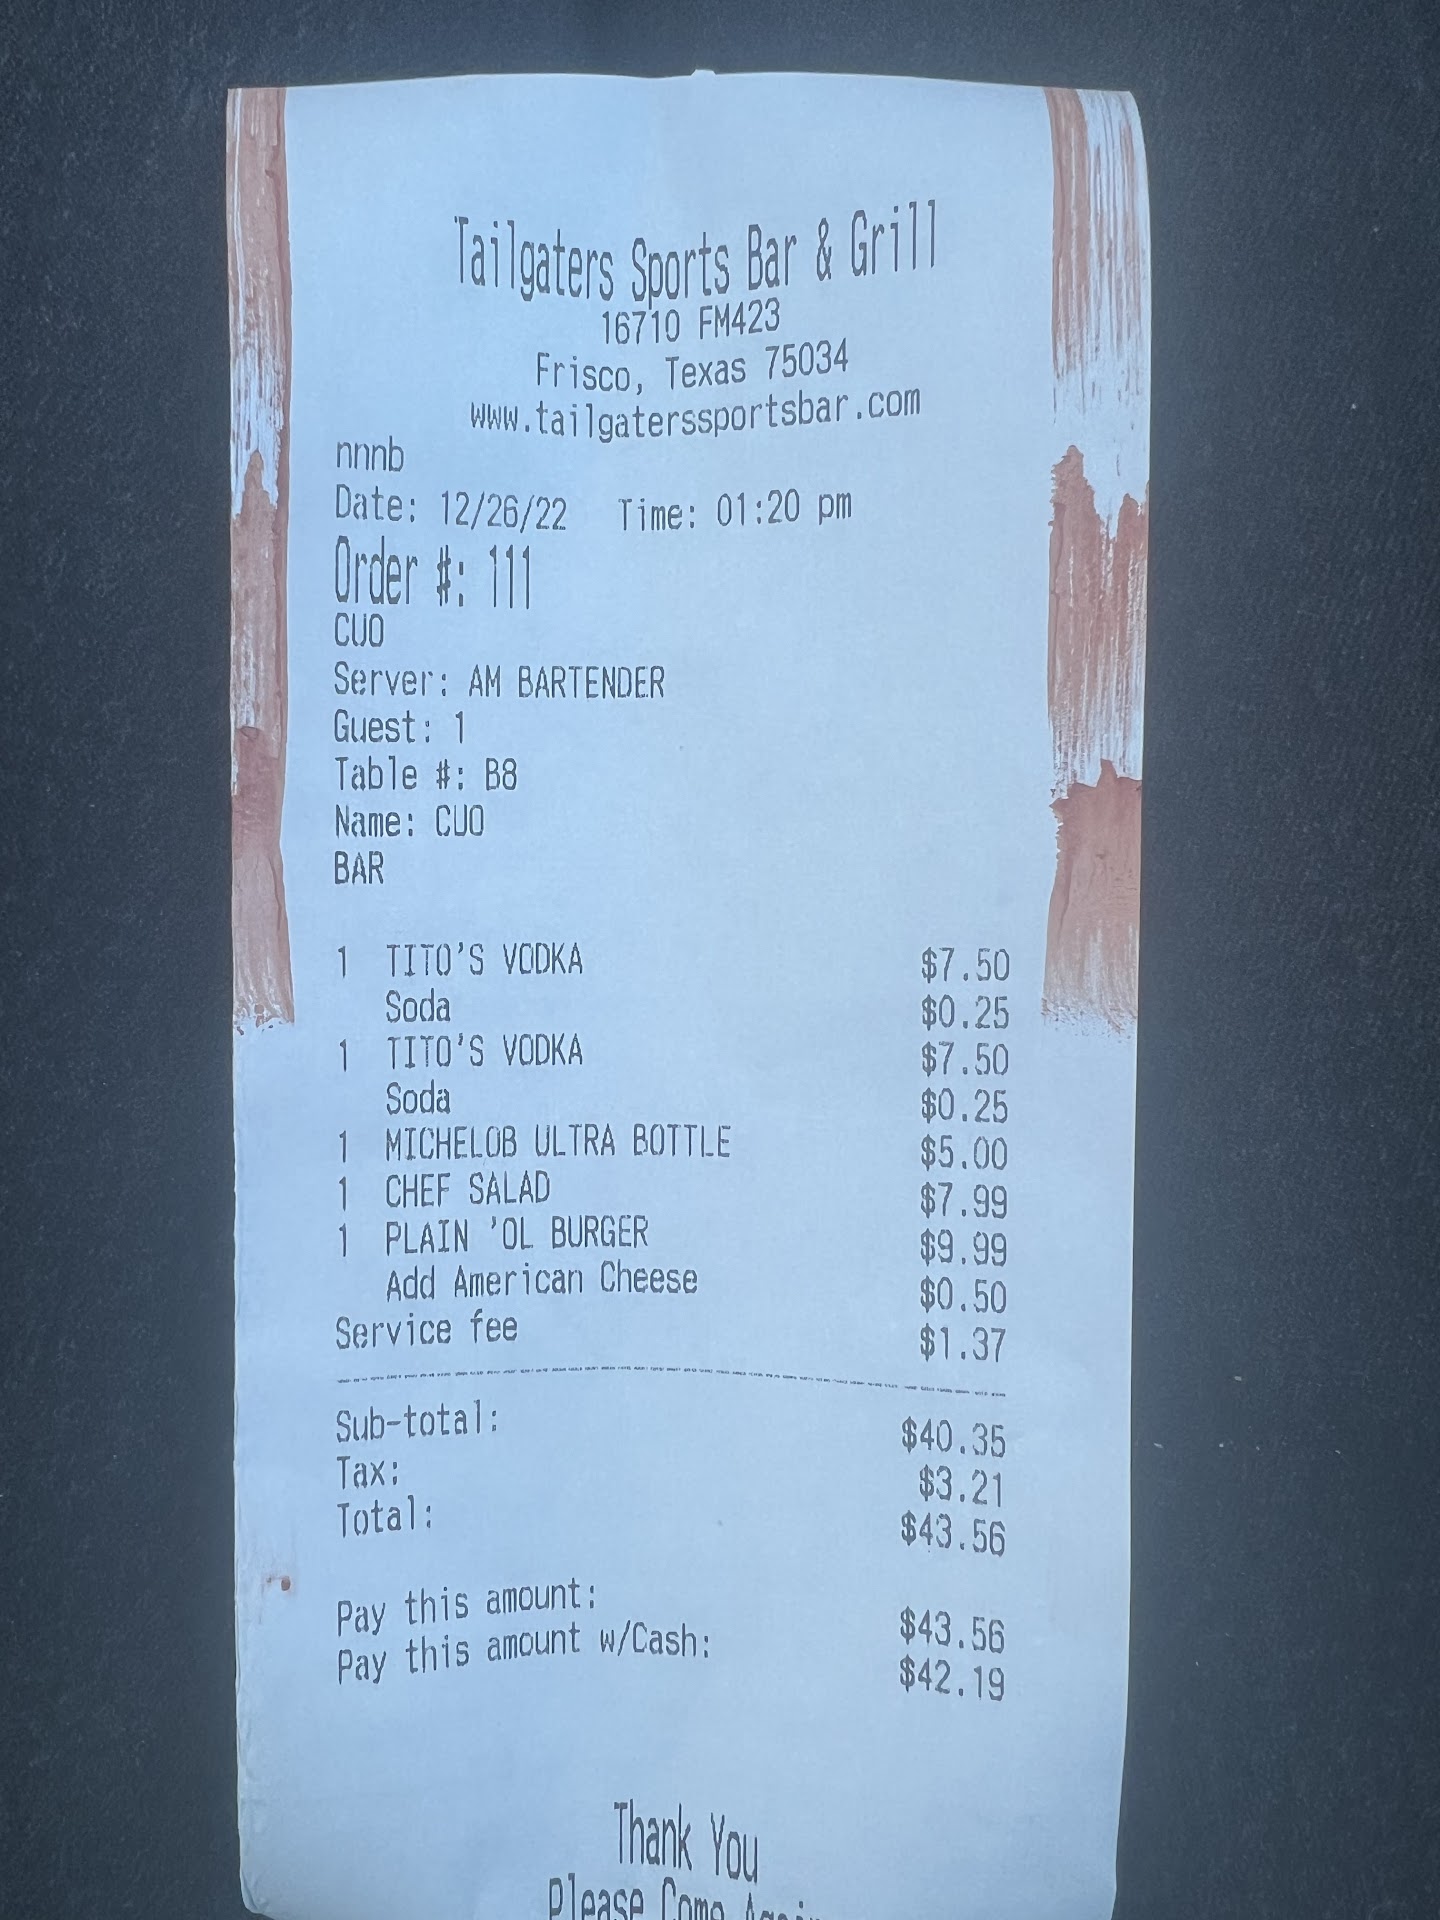 Tailgaters Sports Bar & Grill
16710 FM423
Frisco, Texas 75034
www.tailgaterssportsbar.com
nnnb
Date: 12/26/22 Time: 01:20 pm
Order #: 111
CUO
Server: AM BARTENDER
Guest: 1
Table #: B8
Name: CUO
BAR
1 TITO'S VODKA $7.50
Soda $0.25
1 TITO'S VODKA $7.50
Soda $0.25
1 MICHELOB ULTRA BOTTLE $5.00
1 CHEF SALAD $7.99
1 PLAIN 'OL BURGER $9.99
Add American Cheese $0.50
Service fee $1.37
Sub-total: $40.35
Tax: $3.21
Total: $43.56
Pay this amount: $43.56
Pay this amount w/Cash: $42.19
Thank You
Please Come Again